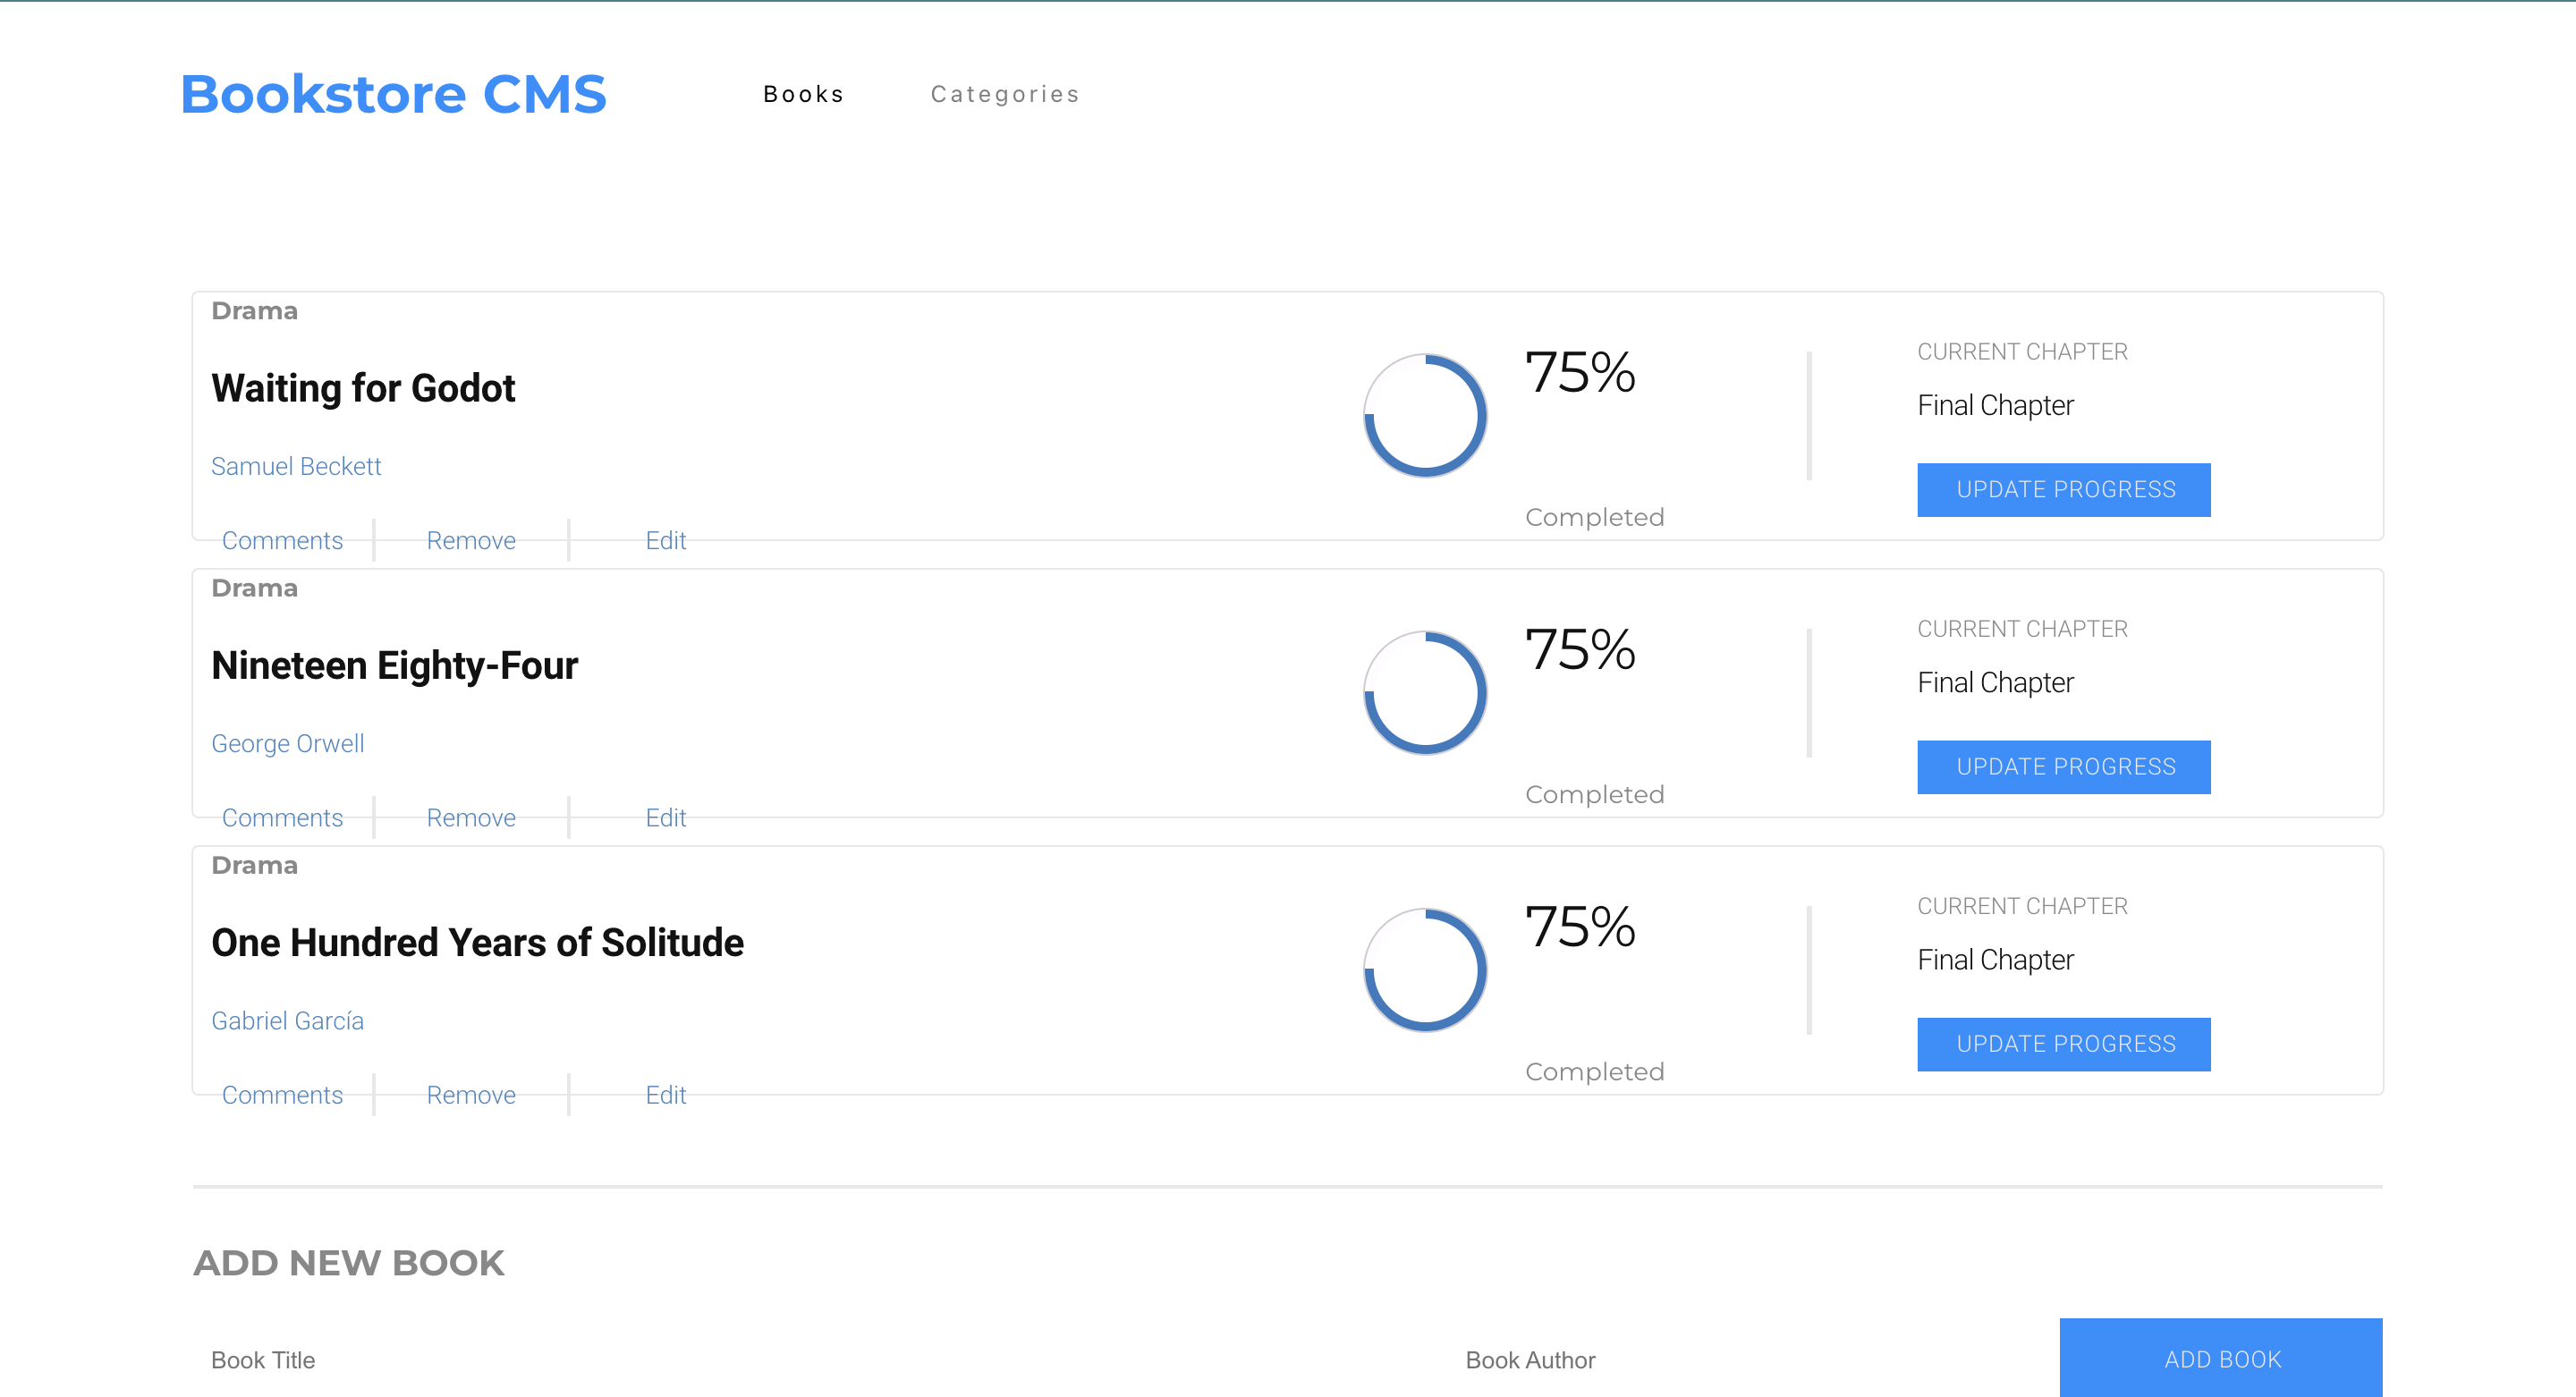 Bookstore CMS
Books
Categories
Drama
Waiting for Godot
Samuel Beckett
Comments
Remove
Edit
75%
Completed
CURRENT CHAPTER
Final Chapter
UPDATE PROGRESS
Drama
Nineteen Eighty-Four
George Orwell
Comments
Remove
Edit
75%
Completed
CURRENT CHAPTER
Final Chapter
UPDATE PROGRESS
Drama
One Hundred Years of Solitude
Gabriel García
Comments
Remove
Edit
75%
Completed
CURRENT CHAPTER
Final Chapter
UPDATE PROGRESS
ADD NEW BOOK
Book Title
Book Author
ADD BOOK